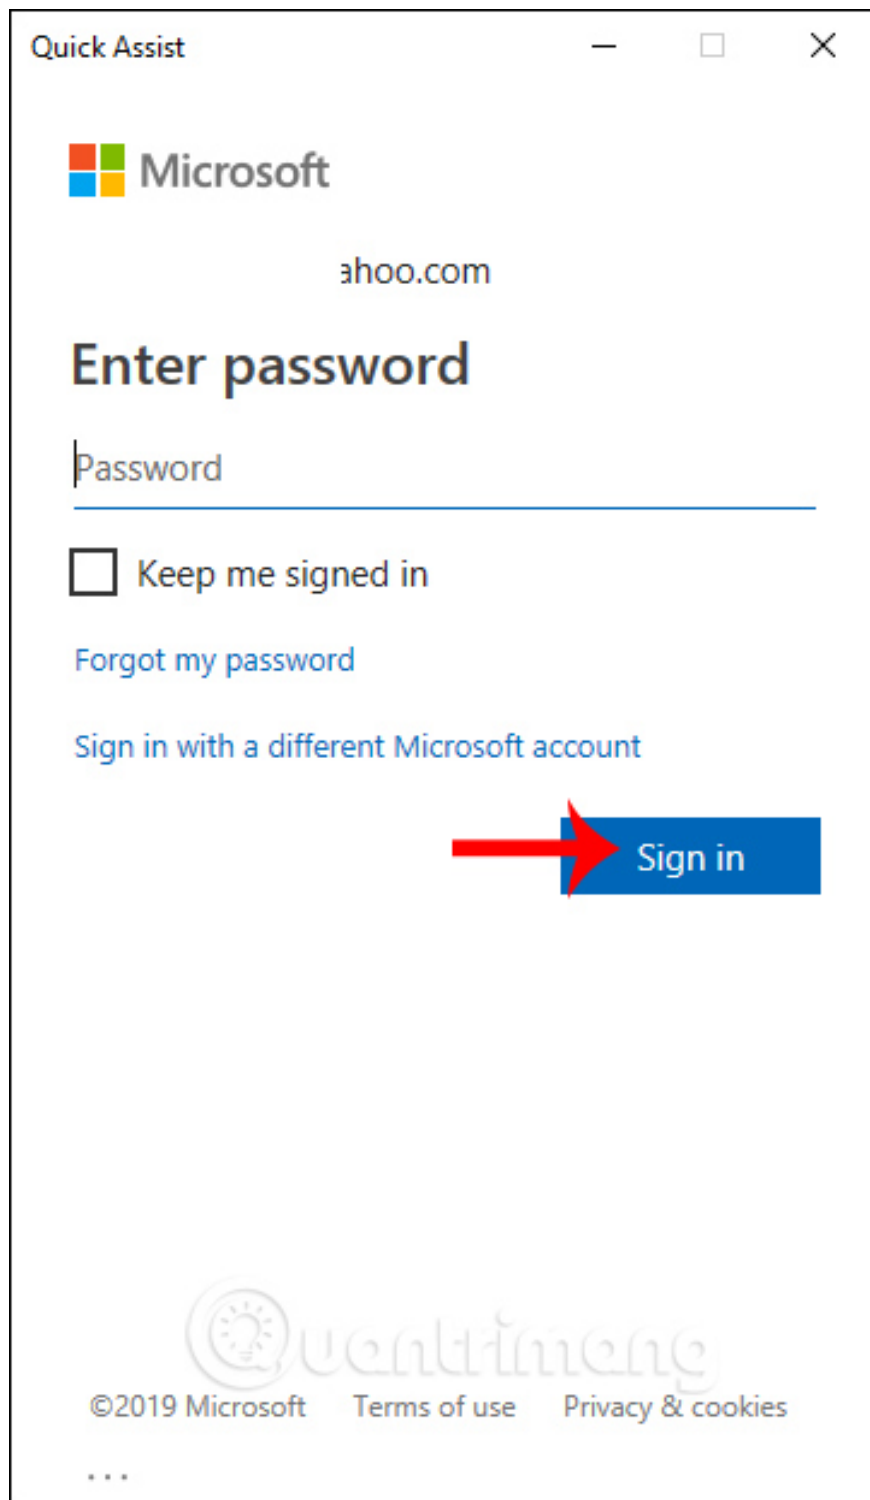 Quick Assist
Microsoft
ahoo.com
Enter password
Password
Keep me signed in
Forgot my password
Sign in with a different Microsoft account
Sign in
Quantrimang
©2019 Microsoft Terms of use Privacy & cookies
...